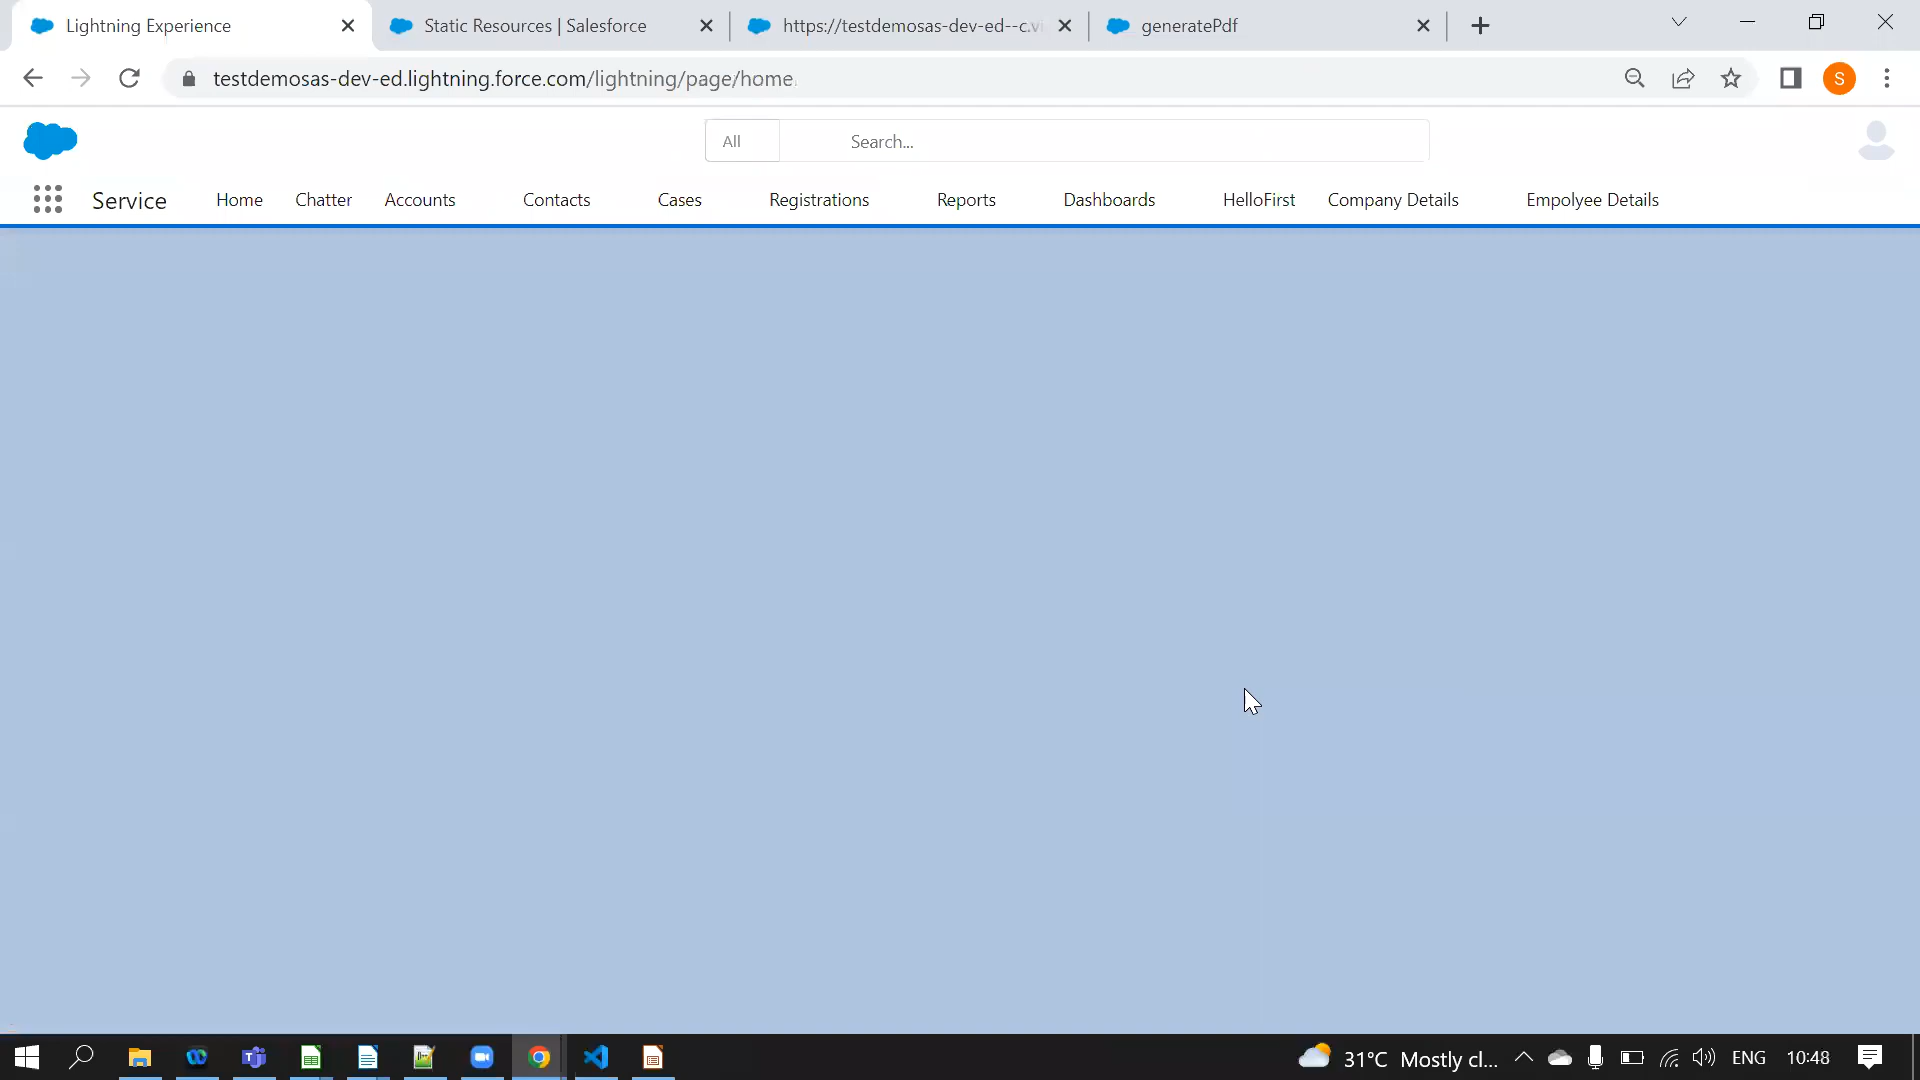 Lightning Experience
Static Resources | Salesforce
https://testdemosas-dev-ed--c.vi
generatePdf
testdemosas-dev-ed.lightning.force.com/lightning/page/home
S
All
Search...
Service
Home
Chatter
Accounts
Contacts
Cases
Registrations
Reports
Dashboards
HelloFirst
Company Details
Empolyee Details
31°C Mostly cl...
ENG
10:48